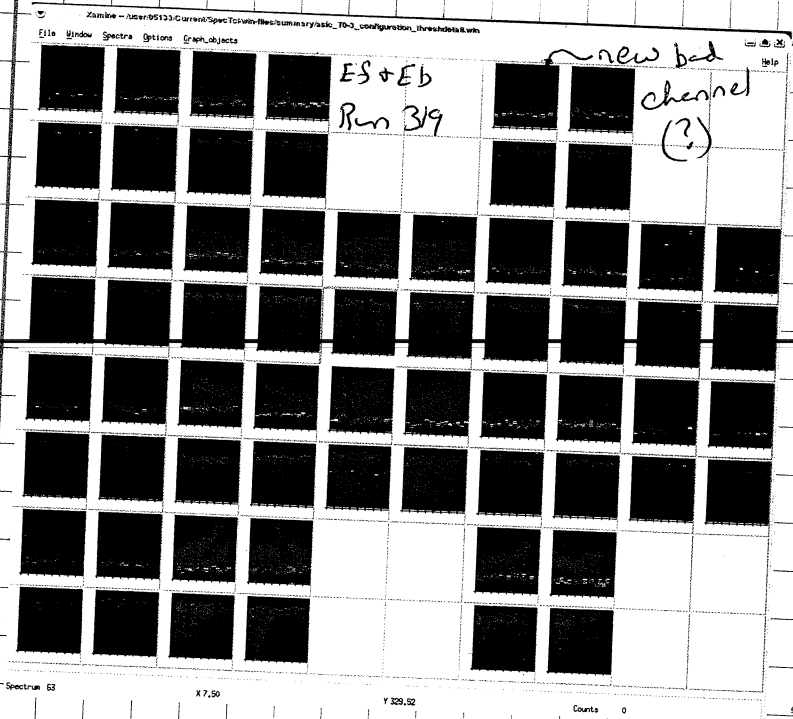 Xamine -- /user/05133/Current/SpecTcl-win-files/summary/asic_T0-3_configuration_threshdetail.win
File Window Spectra Options Graph_objects Help
Ef + Eb
Run 319
new bad
channel
(?)
Spectrum 63 X 7,50 Y 329,52 Counts 0